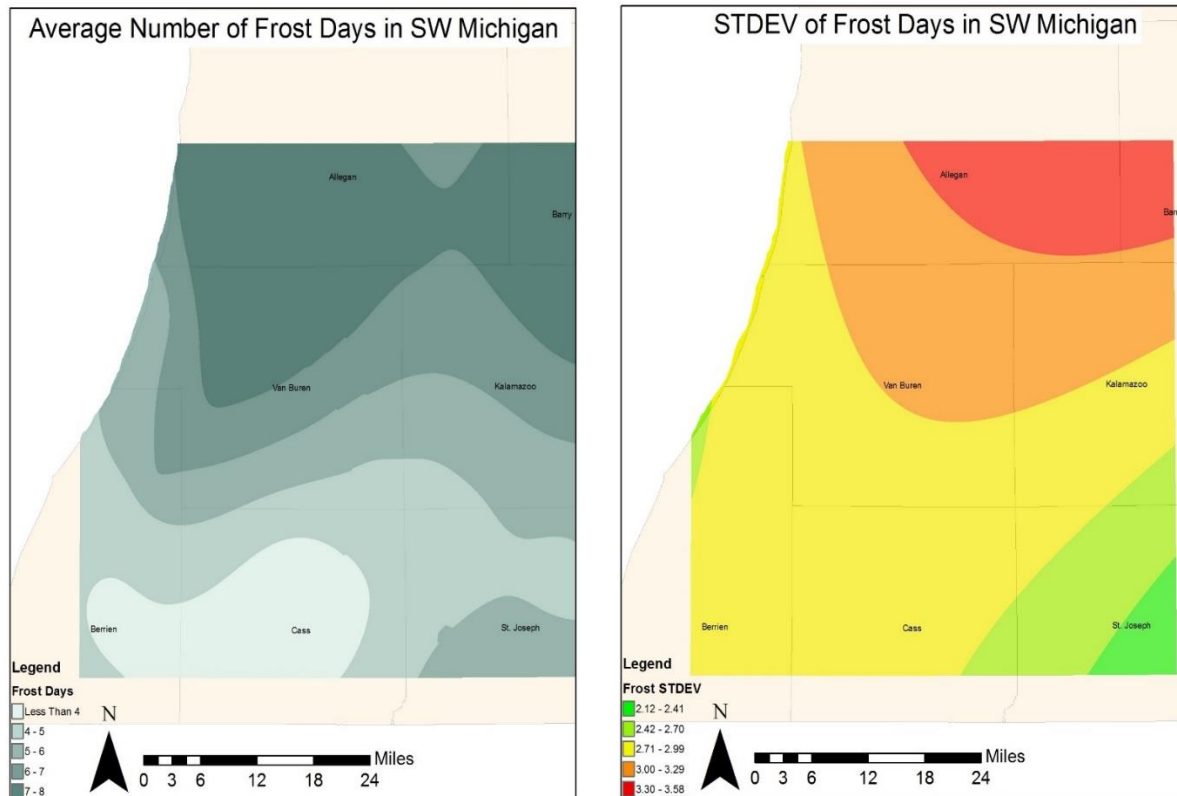 Average Number of Frost Days in SW Michigan
Allegan
Barry
Van Buren
Kalamazoo
Berrien
Cass
St. Joseph
Legend
Frost Days
Less Than 4
4 - 5
5 - 6
6 - 7
7 - 8
N
Miles
0 3 6 12 18 24
STDEV of Frost Days in SW Michigan
Allegan
Bar
Van Buren
Kalamazoo
Berrien
Cass
St. Joseph
Legend
Frost STDEV
2.12 - 2.41
2.42 - 2.70
2.71 - 2.99
3.00 - 3.29
3.30 - 3.58
N
Miles
0 3 6 12 18 24